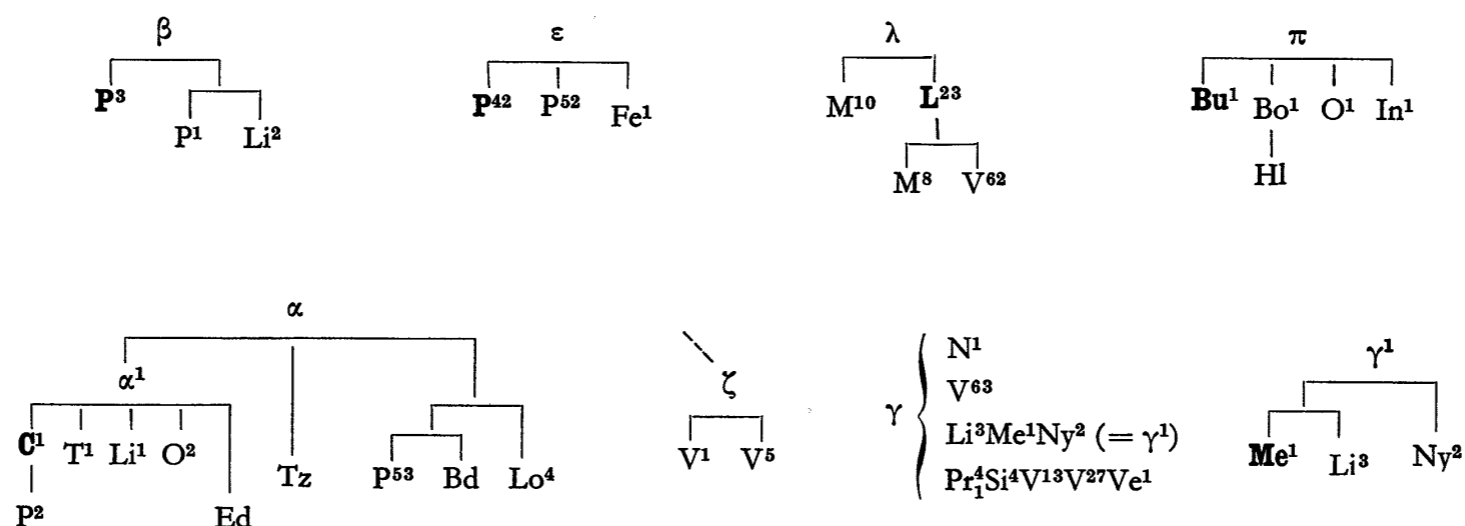 β ε λ π
P³ P⁴² P⁵² Fe¹ M¹⁰ L²³ Bu¹ Bo¹ O¹ In¹
P¹ Li² M⁸ V⁶² Hl
α
α¹ ζ N¹ γ¹
V⁶³
C¹ T¹ Li¹ O² Tz P⁵³ Bd Lo⁴ V¹ V⁵ γ Li³Me¹Ny² (= γ¹) Me¹ Li³ Ny²
P² Ed Pr⁴₁Si⁴V¹³V²⁷Ve¹